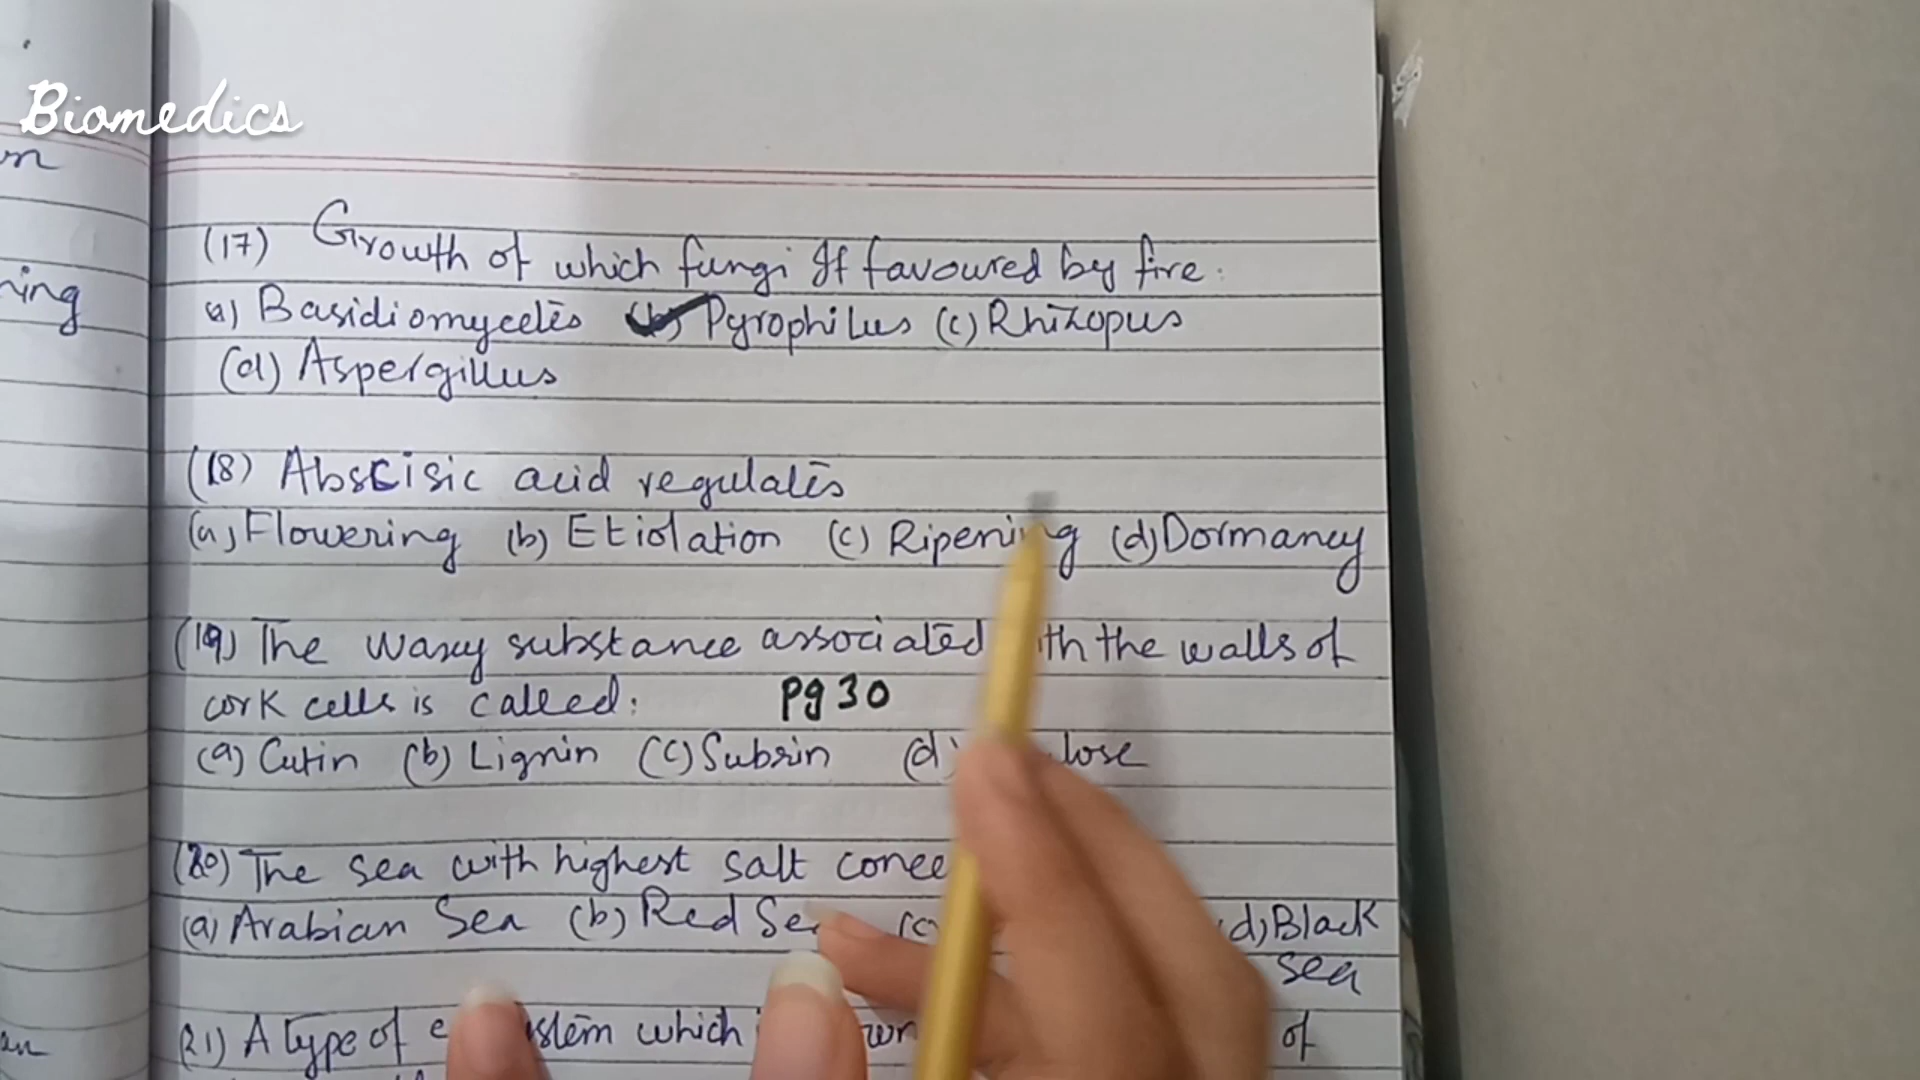 Biomedics
(17) Growth of which fungi If favoured by fire.
(a) Basidiomycetes (b) Pyrophilus (c) Rhizopus
(d) Aspergillus
(18) Abscisic acid regulates
(a) Flowering (b) Etiolation (c) Ripening (d) Dormancy
(19) The waxy substance associated with the walls of
cork cells is called: Pg 30
(a) Cutin (b) Lignin (c) Subrin (d)
(20) The sea with highest salt
(a) Arabian Sea (b) Red Sea (c) (d) Black
sea
(21) A type of which of